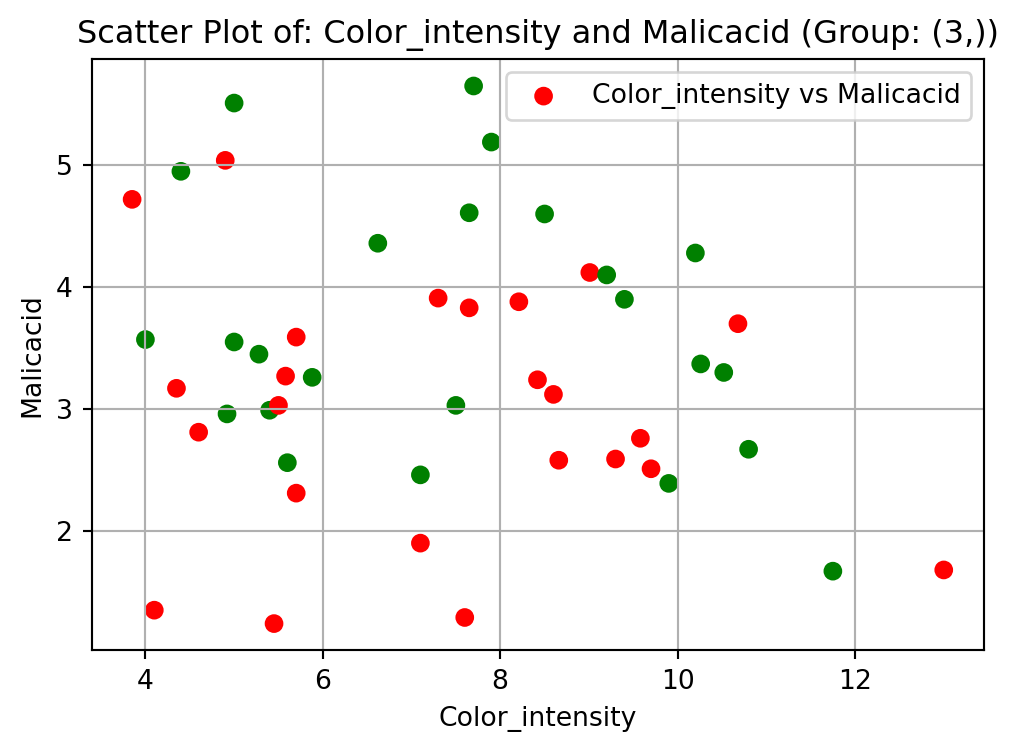 Scatter Plot of: Color_intensity and Malicacid (Group: (3,))
Color_intensity vs Malicacid
5
4
3
2
Malicacid
4 6 8 10 12
Color_intensity